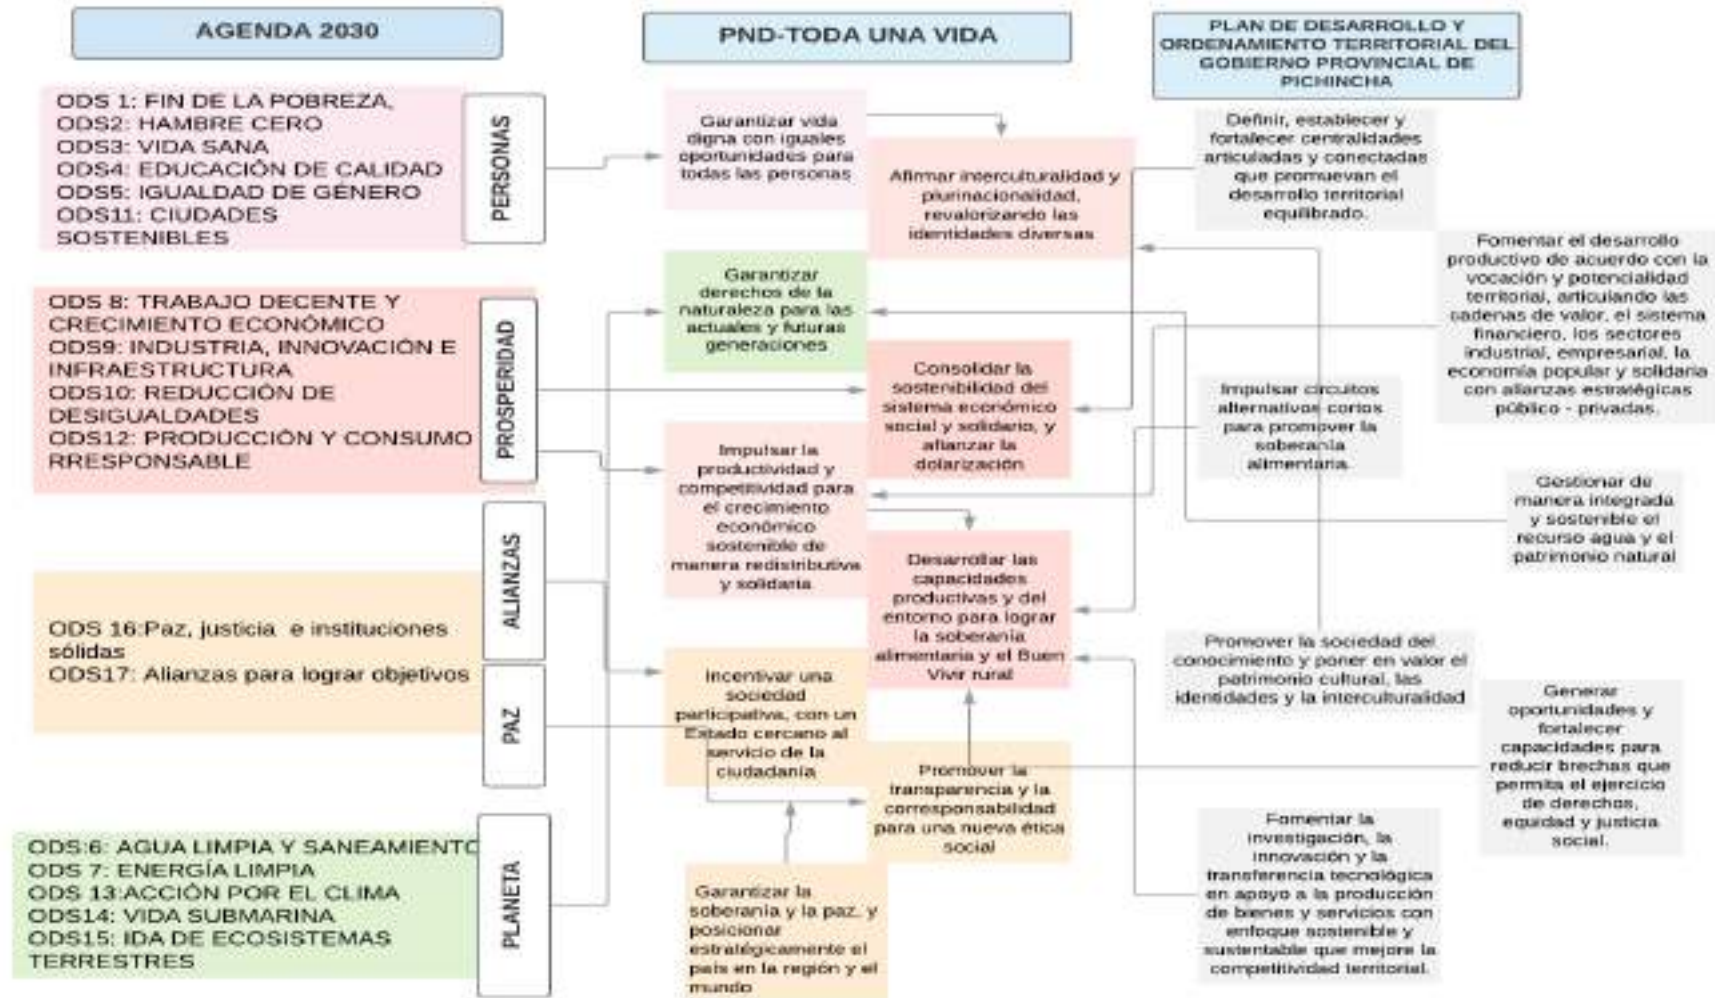 AGENDA 2030
ODS 1: FIN DE LA POBREZA,
ODS2: HAMBRE CERO
ODS3: VIDA SANA
ODS4: EDUCACIÓN DE CALIDAD
ODS5: IGUALDAD DE GÉNERO
ODS11: CIUDADES
SOSTENIBLES
PERSONAS
ODS 8: TRABAJO DECENTE Y
CRECIMIENTO ECONÓMICO
ODS9: INDUSTRIA, INNOVACIÓN E
INFRAESTRUCTURA
ODS10: REDUCCIÓN DE
DESIGUALDADES
ODS12: PRODUCCIÓN Y CONSUMO
RRESPONSABLE
PROSPERIDAD
ALIANZAS
ODS 16:Paz, justicia e instituciones
sólidas
ODS17: Alianzas para lograr objetivos
PAZ
ODS:6: AGUA LIMPIA Y SANEAMIENTO
ODS 7: ENERGÍA LIMPIA
ODS 13:ACCIÓN POR EL CLIMA
ODS14: VIDA SUBMARINA
ODS15: IDA DE ECOSISTEMAS
TERRESTRES
PLANETA
PND-TODA UNA VIDA
Garantizar vida
digna con iguales
oportunidades para
todas las personas
Afirmar interculturalidad y
plurinacionalidad,
revalorizando las
identidades diversas
Garantizar
derechos de la
naturaleza para las
actuales y futuras
generaciones
Consolidar la
sostenibilidad del
sistema económico
social y solidario, y
afianzar la
dolarización
Impulsar la
productividad y
competitividad para
el crecimiento
económico
sostenible de
manera redistributiva
y solidaria
Desarrollar las
capacidades
productivas y del
entorno para lograr
la soberanía
alimentaria y el Buen
Vivir rural
Incentivar una
sociedad
participativa, con un
Estado cercano al
servicio de la
ciudadanía
Promover la
transparencia y la
corresponsabilidad
para una nueva ética
social
Garantizar la
soberanía y la paz, y
posicionar
estratégicamente el
país en la región y el
mundo
PLAN DE DESARROLLO Y
ORDENAMIENTO TERRITORIAL DEL
GOBIERNO PROVINCIAL DE
PICHINCHA
Definir, establecer y
fortalecer centralidades
articuladas y conectadas
que promuevan el
desarrollo territorial
equilibrado.
Fomentar el desarrollo
productivo de acuerdo con la
vocación y potencialidad
territorial, articulando las
cadenas de valor, el sistema
financiero, los sectores
industrial, empresarial, la
economía popular y solidaria
con alianzas estratégicas
público - privadas.
Impulsar circuitos
alternativos cortos
para promover la
soberanía
alimentaria.
Gestionar de
manera integrada
y sostenible el
recurso agua y el
patrimonio natural
Promover la sociedad del
conocimiento y poner en valor el
patrimonio cultural, las
identidades y la interculturalidad
Generar
oportunidades y
fortalecer
capacidades para
reducir brechas que
permita el ejercicio
de derechos,
equidad y justicia
social.
Fomentar la
investigación, la
innovación y la
transferencia tecnológica
en apoyo a la producción
de bienes y servicios con
enfoque sostenible y
sustentable que mejore la
competitividad territorial.